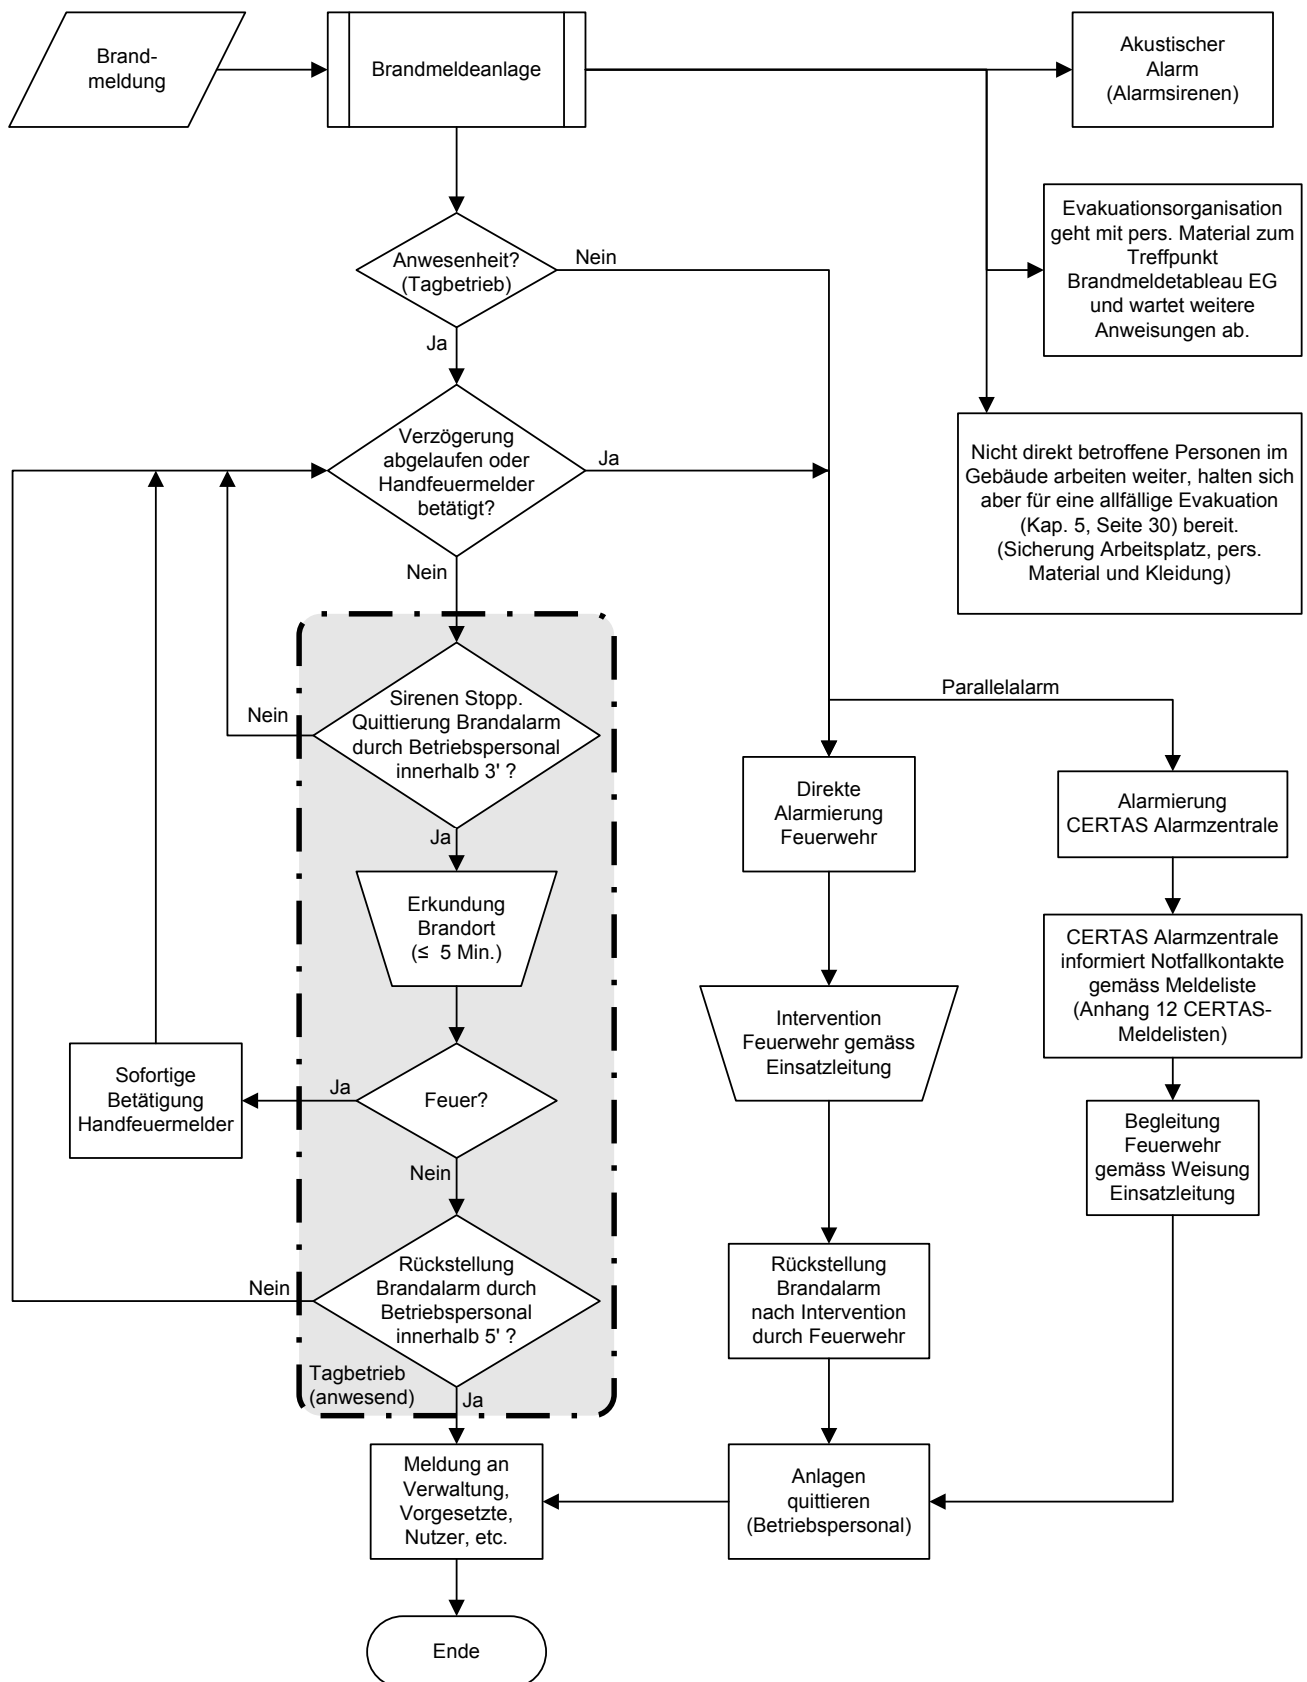 Brand-
meldung
Brandmeldeanlage
Akustischer
Alarm
(Alarmsirenen)
Evakuationsorganisation
geht mit pers. Material zum
Treffpunkt
Brandmeldetableau EG
und wartet weitere
Anweisungen ab.
Anwesenheit?
(Tagbetrieb)
Nein
Ja
Verzögerung
abgelaufen oder
Handfeuermelder
betätigt?
Ja
Nein
Nicht direkt betroffene Personen im
Gebäude arbeiten weiter, halten sich
aber für eine allfällige Evakuation
(Kap. 5, Seite 30) bereit.
(Sicherung Arbeitsplatz, pers.
Material und Kleidung)
Sirenen Stopp.
Quittierung Brandalarm
durch Betriebspersonal
innerhalb 3' ?
Nein
Ja
Parallelalarm
Direkte
Alarmierung
Feuerwehr
Alarmierung
CERTAS Alarmzentrale
Erkundung
Brandort
(≤ 5 Min.)
CERTAS Alarmzentrale
informiert Notfallkontakte
gemäss Meldeliste
(Anhang 12 CERTAS-
Meldelisten)
Intervention
Feuerwehr gemäss
Einsatzleitung
Sofortige
Betätigung
Handfeuermelder
Ja
Feuer?
Nein
Begleitung
Feuerwehr
gemäss Weisung
Einsatzleitung
Nein
Rückstellung
Brandalarm durch
Betriebspersonal
innerhalb 5' ?
Rückstellung
Brandalarm
nach Intervention
durch Feuerwehr
Tagbetrieb
(anwesend)
Ja
Meldung an
Verwaltung,
Vorgesetzte,
Nutzer, etc.
Anlagen
quittieren
(Betriebspersonal)
Ende